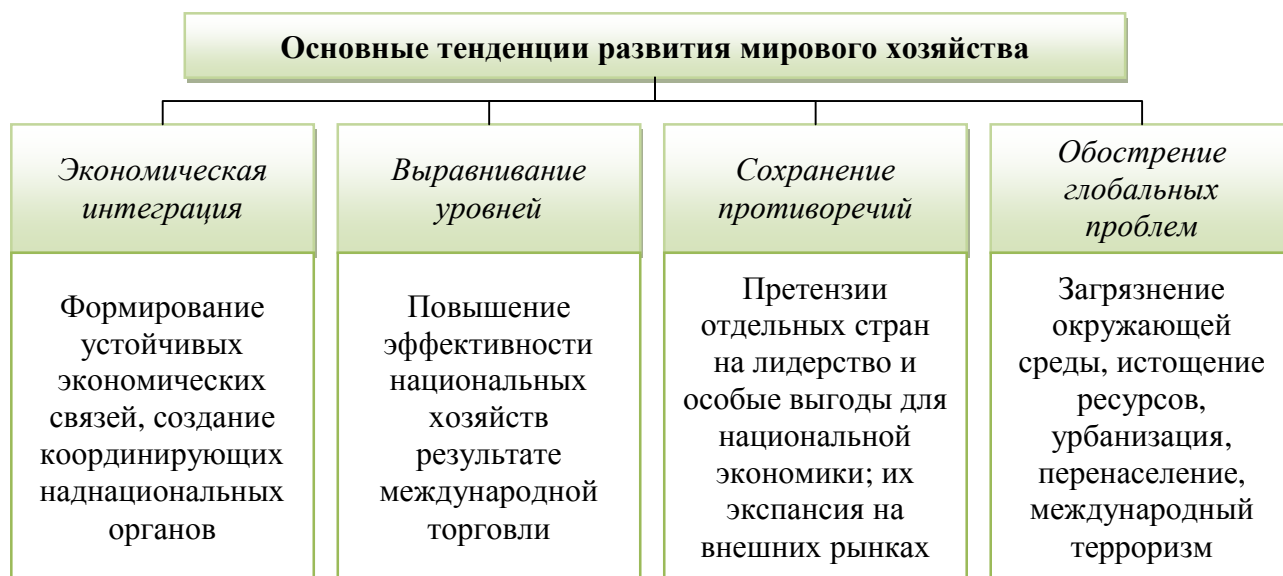 Основные тенденции развития мирового хозяйства
Экономическая
интеграция
Формирование
устойчивых
экономических
связей, создание
координирующих
наднациональных
органов
Выравнивание
уровней
Повышение
эффективности
национальных
хозяйств
результате
международной
торговли
Сохранение
противоречий
Претензии
отдельных стран
на лидерство и
особые выгоды для
национальной
экономики; их
экспансия на
внешних рынках
Обострение
глобальных
проблем
Загрязнение
окружающей
среды, истощение
ресурсов,
урбанизация,
перенаселение,
международный
терроризм